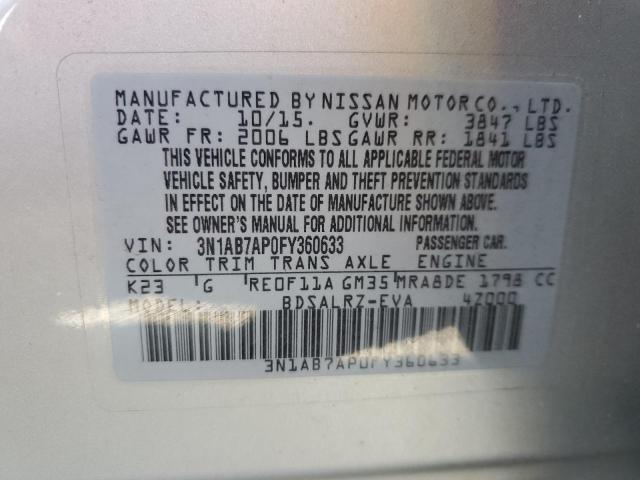 MANUFACTURED BY NISSAN MOTOR CO., LTD.
DATE: 10/15. GVWR: 3847 LBS
GAWR FR: 2006 LBS GAWR RR: 1841 LBS
THIS VEHICLE CONFORMS TO ALL APPLICABLE FEDERAL MOTOR
VEHICLE SAFETY, BUMPER AND THEFT PREVENTION STANDARDS
IN EFFECT ON THE DATE OF MANUFACTURE SHOWN ABOVE.
SEE OWNER'S MANUAL FOR ADDITIONAL INFORMATION.
VIN: 3N1AB7AP0FY360633 PASSENGER CAR.
COLOR TRIM TRANS AXLE ENGINE
K23 G RE0F11A GM35 MRA8DE 1798 CC
MODEL: BDSALRZ-EVA 4Z000
3N1AB7AP0FY360633